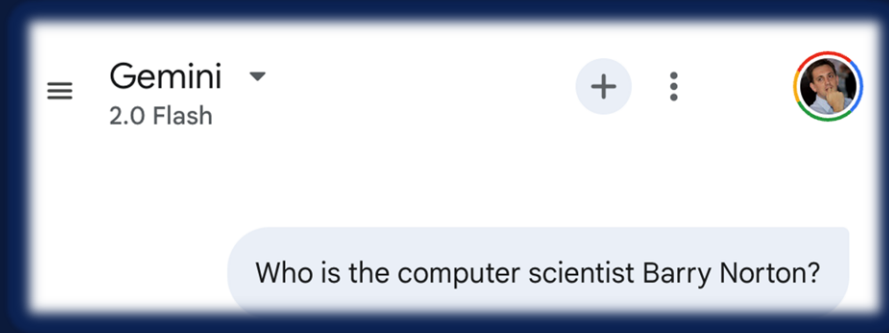 Gemini
2.0 Flash
Who is the computer scientist Barry Norton?